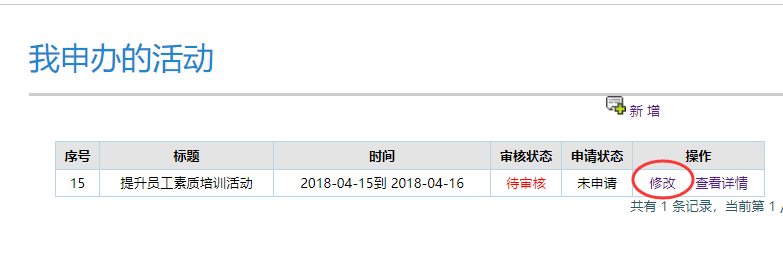 我申办的活动
新 增
序号 标题 时间 审核状态 申请状态 操作
15 提升员工素质培训活动 2018-04-15到 2018-04-16 待审核 未申请 修改 查看详情
共有 1 条记录，当前第 1